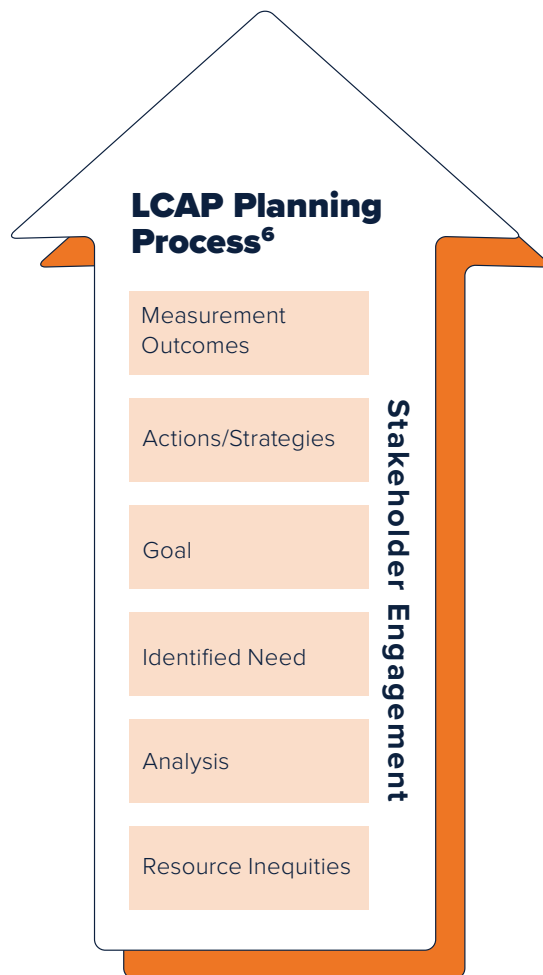 LCAP Planning
Process⁶
Measurement
Outcomes
Actions/Strategies
Goal
Identified Need
Analysis
Resource Inequities
Stakeholder Engagement